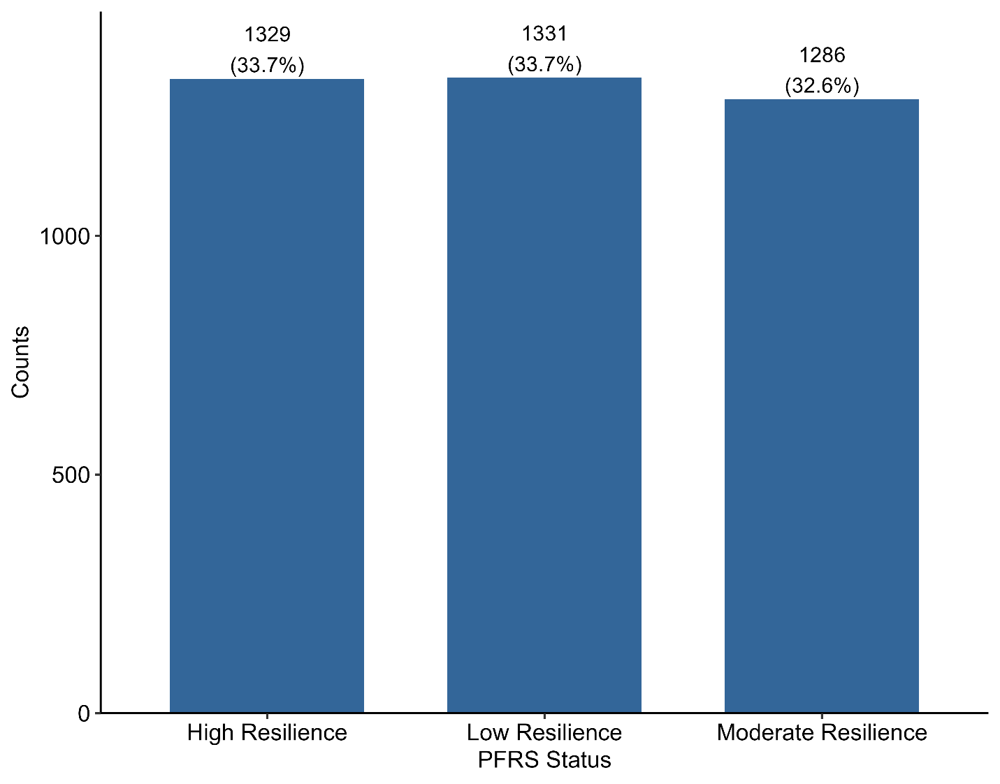 1329
(33.7%)
1331
(33.7%)
1286
(32.6%)
1000
500
0
Counts
High Resilience
Low Resilience
Moderate Resilience
PFRS Status